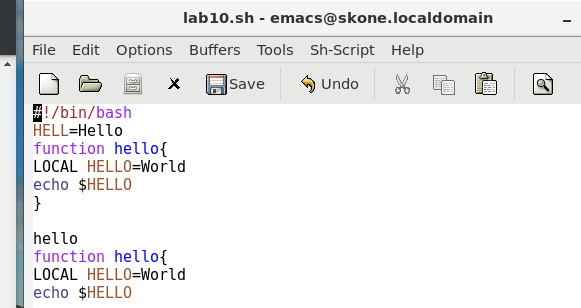 lab10.sh - emacs@skone.localdomain
File Edit Options Buffers Tools Sh-Script Help
Save Undo
#!/bin/bash
HELL=Hello
function hello{
LOCAL HELLO=World
echo $HELLO
}
hello
function hello{
LOCAL HELLO=World
echo $HELLO